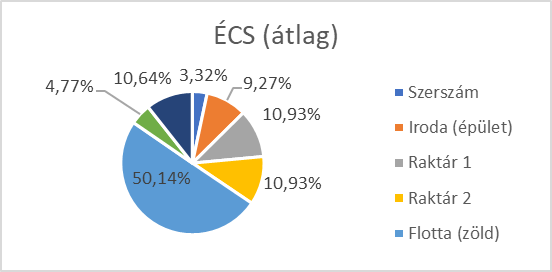 ÉCS (átlag)
3,32%
9,27%
10,93%
10,93%
50,14%
4,77%
10,64%
Szerszám
Iroda (épület)
Raktár 1
Raktár 2
Flotta (zöld)